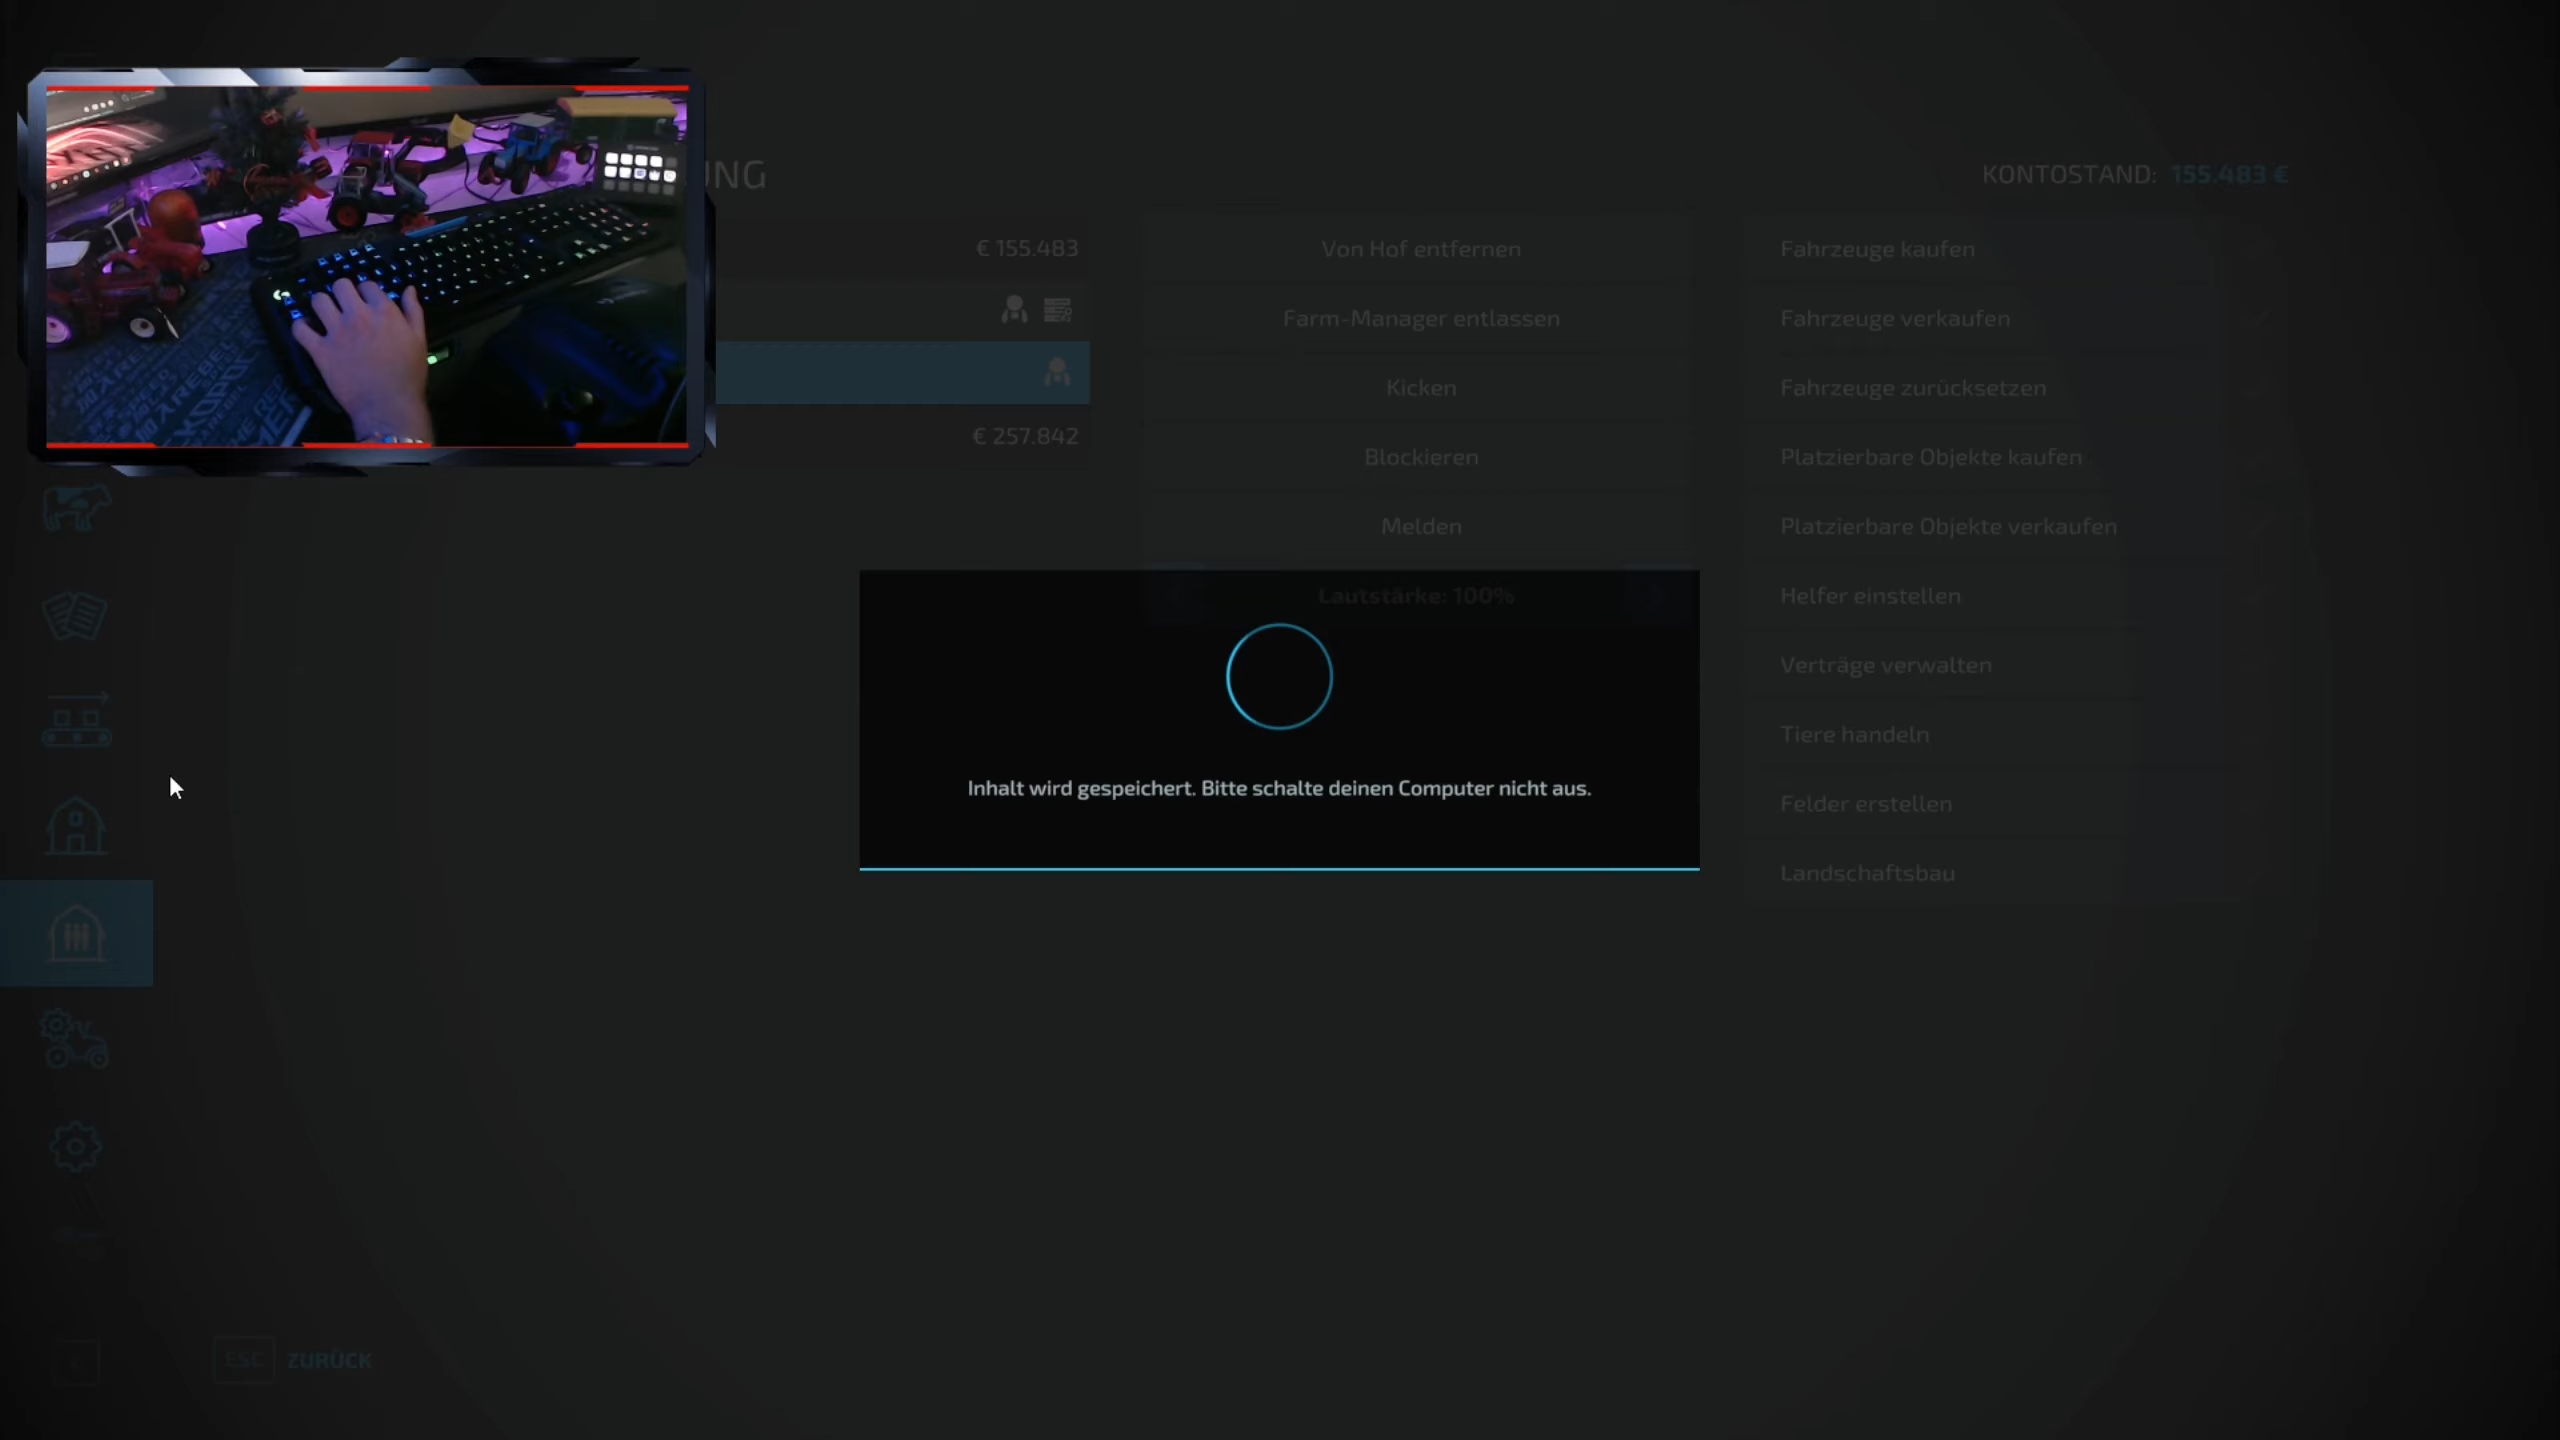 UNG
KONTOSTAND: 155.483 €
€ 155.483
€ 257.842
Von Hof entfernen
Farm-Manager entlassen
Kicken
Blockieren
Melden
Lautstärke: 100%
Fahrzeuge kaufen
Fahrzeuge verkaufen
Fahrzeuge zurücksetzen
Platzierbare Objekte kaufen
Platzierbare Objekte verkaufen
Helfer einstellen
Verträge verwalten
Tiere handeln
Felder erstellen
Landschaftsbau
Inhalt wird gespeichert. Bitte schalte deinen Computer nicht aus.
ESC ZURÜCK